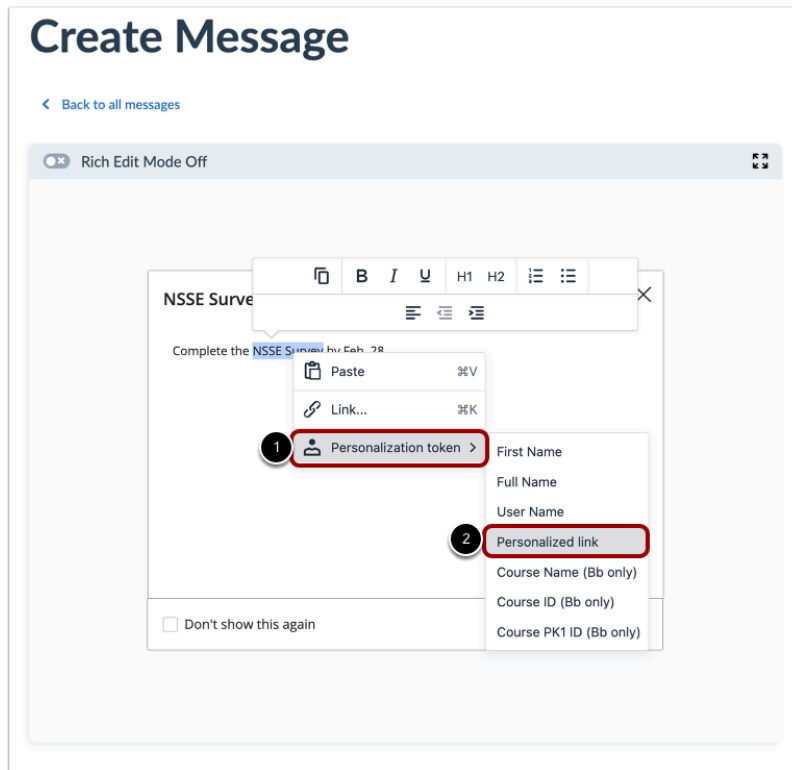 Create Message
Back to all messages
Rich Edit Mode Off
B I U H1 H2
NSSE Surve
Complete the NSSE Survey by Feb. 28
Paste ⌘V
Link... ⌘K
1 Personalization token >
First Name
Full Name
User Name
2 Personalized link
Course Name (Bb only)
Course ID (Bb only)
Don't show this again
Course PK1 ID (Bb only)